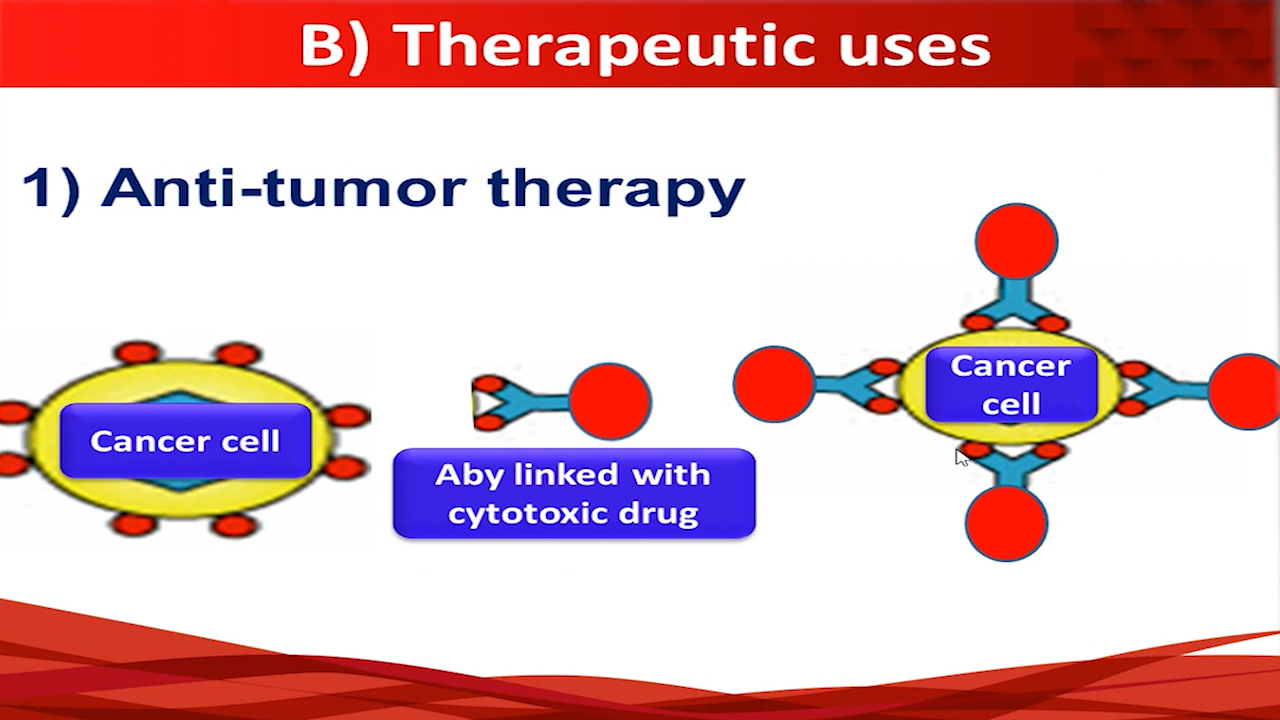 B) Therapeutic uses
1) Anti-tumor therapy
Cancer cell
Aby linked with
cytotoxic drug
Cancer
cell